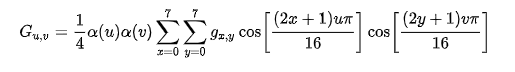 G_{u,v} = \frac{1}{4} \alpha(u) \alpha(v) \sum_{x=0}^{7} \sum_{y=0}^{7} g_{x,y} \cos \left[ \frac{(2x+1)u\pi}{16} \right] \cos \left[ \frac{(2y+1)v\pi}{16} \right]